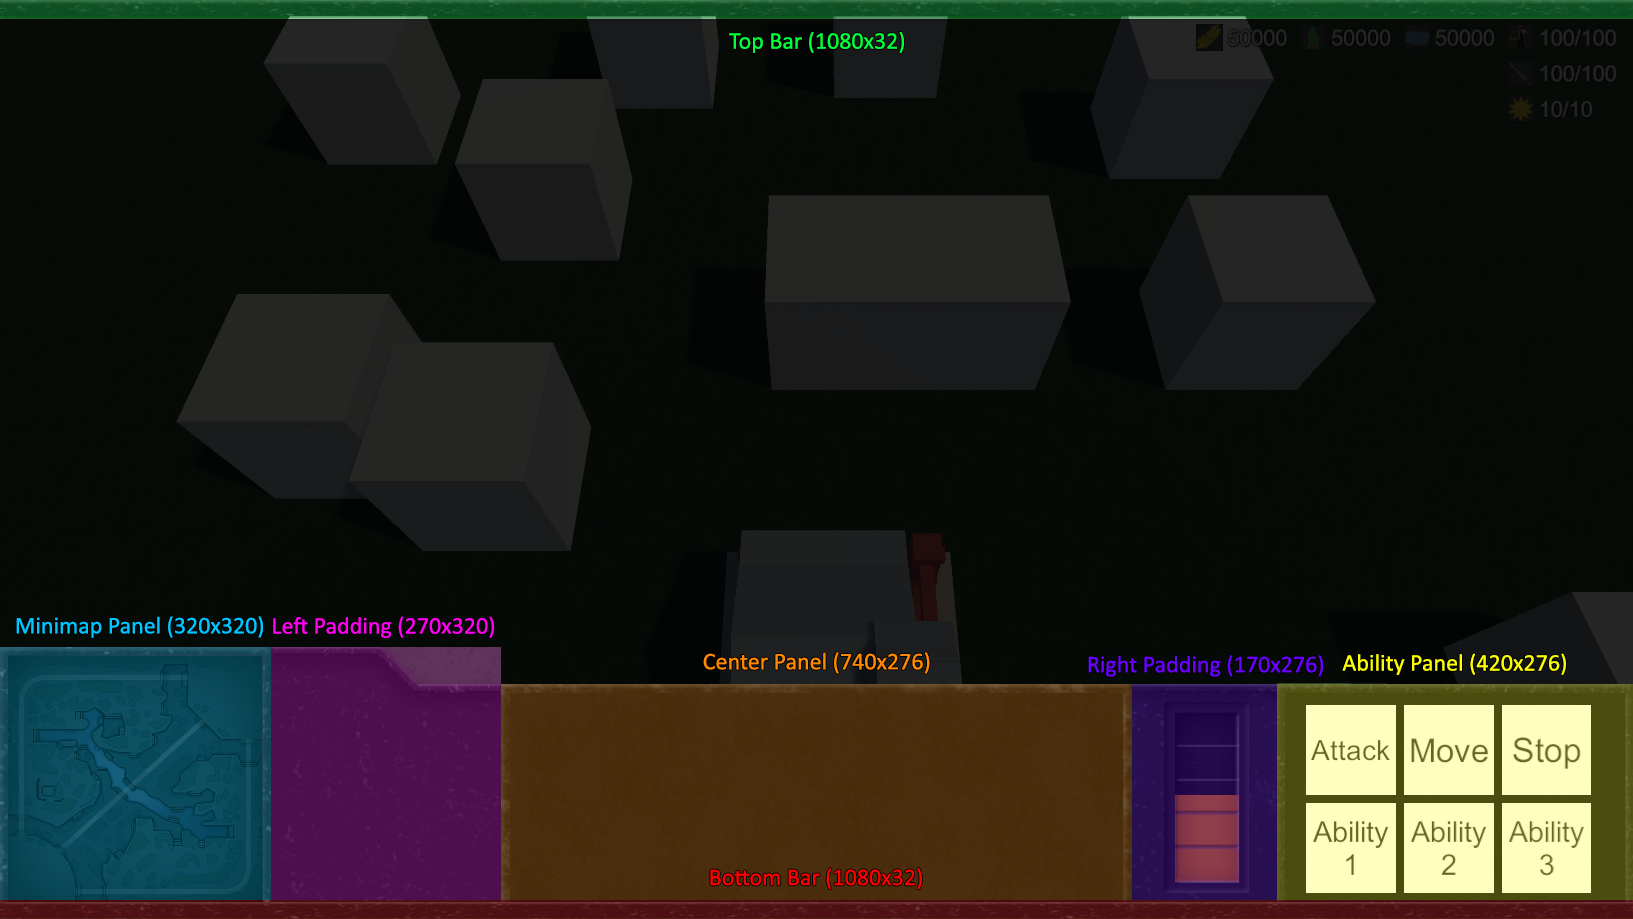 Top Bar (1080x32)
50000 50000 50000 100/100
100/100
10/10
Minimap Panel (320x320) Left Padding (270x320)
Center Panel (740x276) Right Padding (170x276) Ability Panel (420x276)
Attack Move Stop
Ability Ability Ability
1 2 3
Bottom Bar (1080x32)